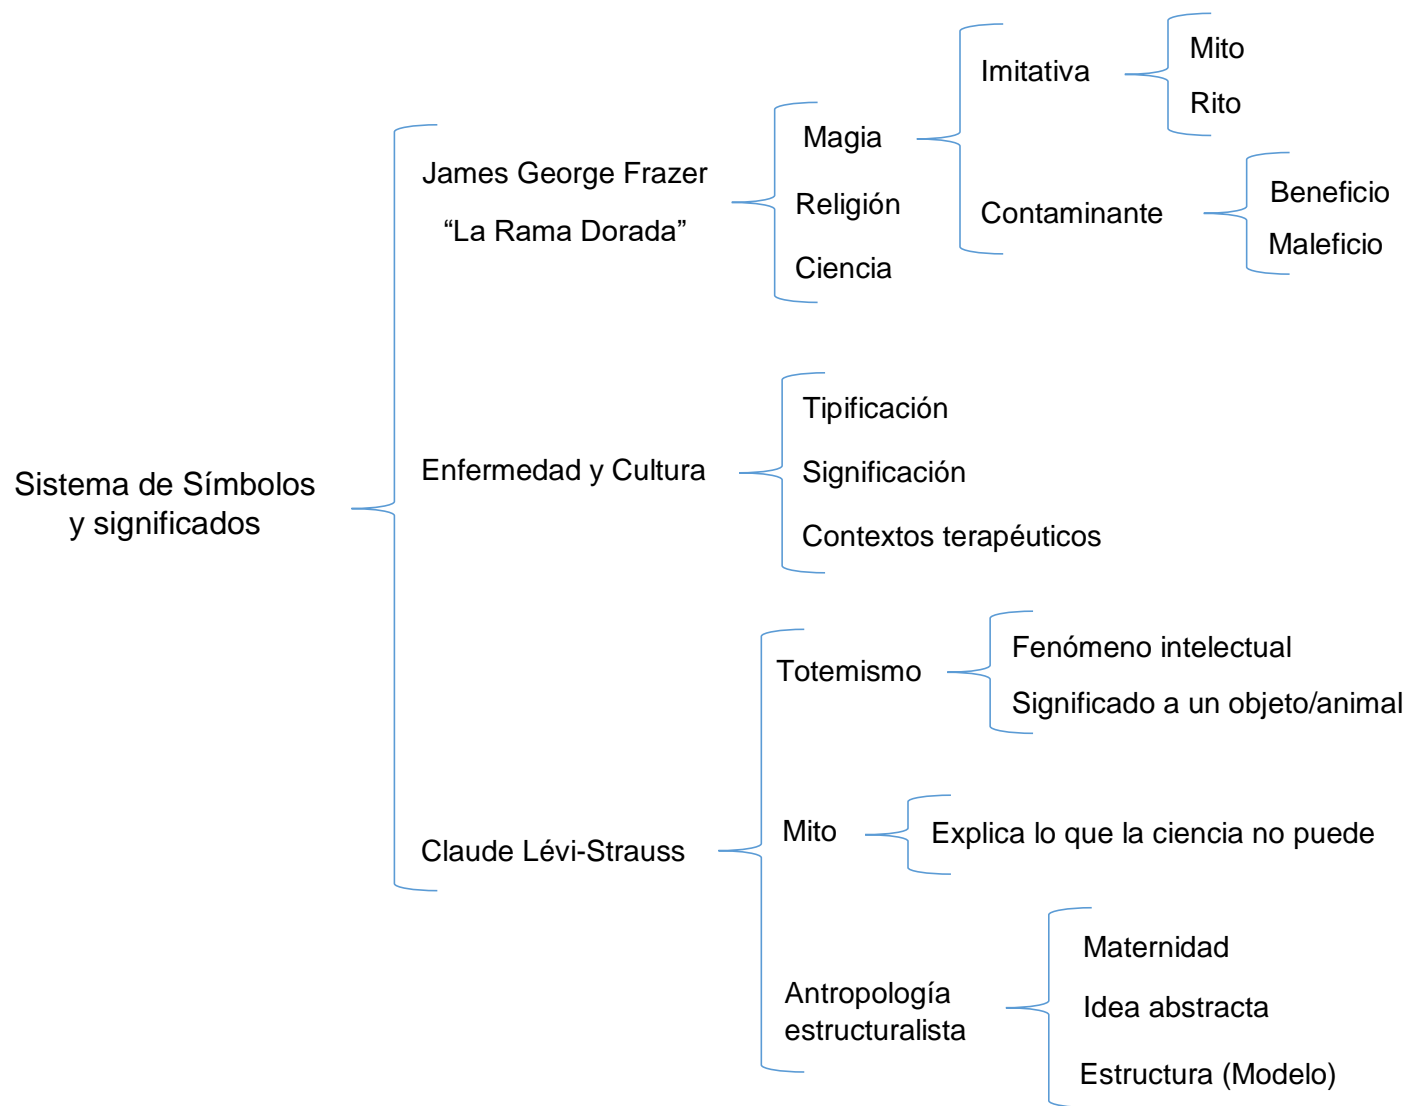 Sistema de Símbolos
y significados
James George Frazer
“La Rama Dorada”
Magia
Religión
Ciencia
Imitativa
Mito
Rito
Contaminante
Beneficio
Maleficio
Enfermedad y Cultura
Tipificación
Significación
Contextos terapéuticos
Claude Lévi-Strauss
Totemismo
Fenómeno intelectual
Significado a un objeto/animal
Mito
Explica lo que la ciencia no puede
Antropología
estructuralista
Maternidad
Idea abstracta
Estructura (Modelo)